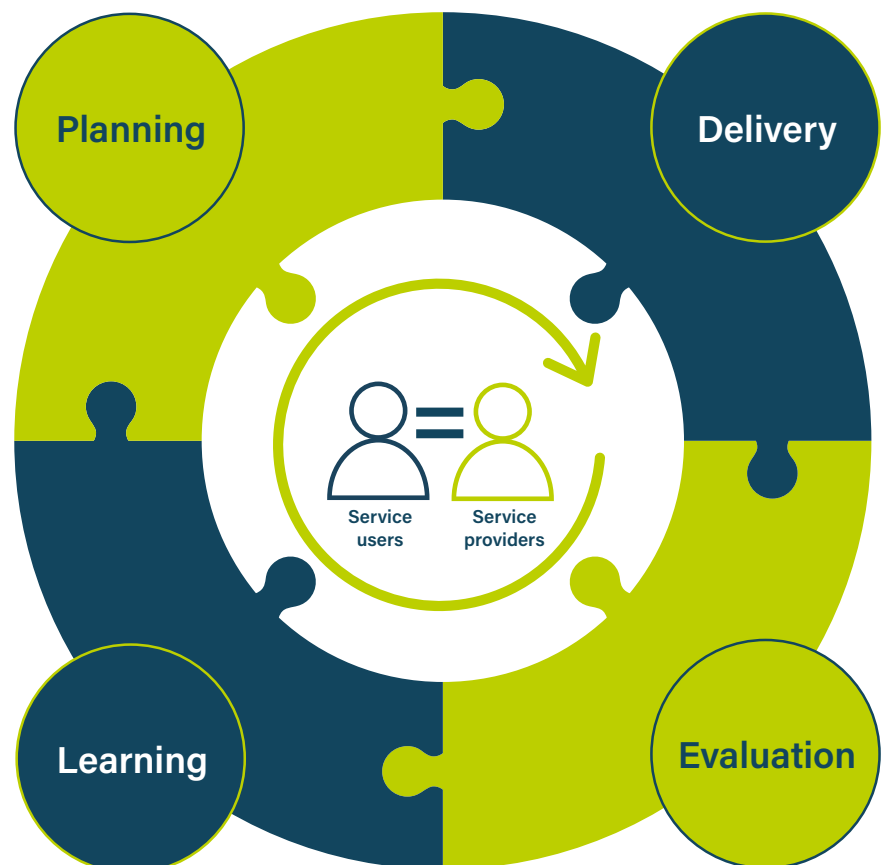 Planning
Delivery
Service
users
Service
providers
Learning
Evaluation